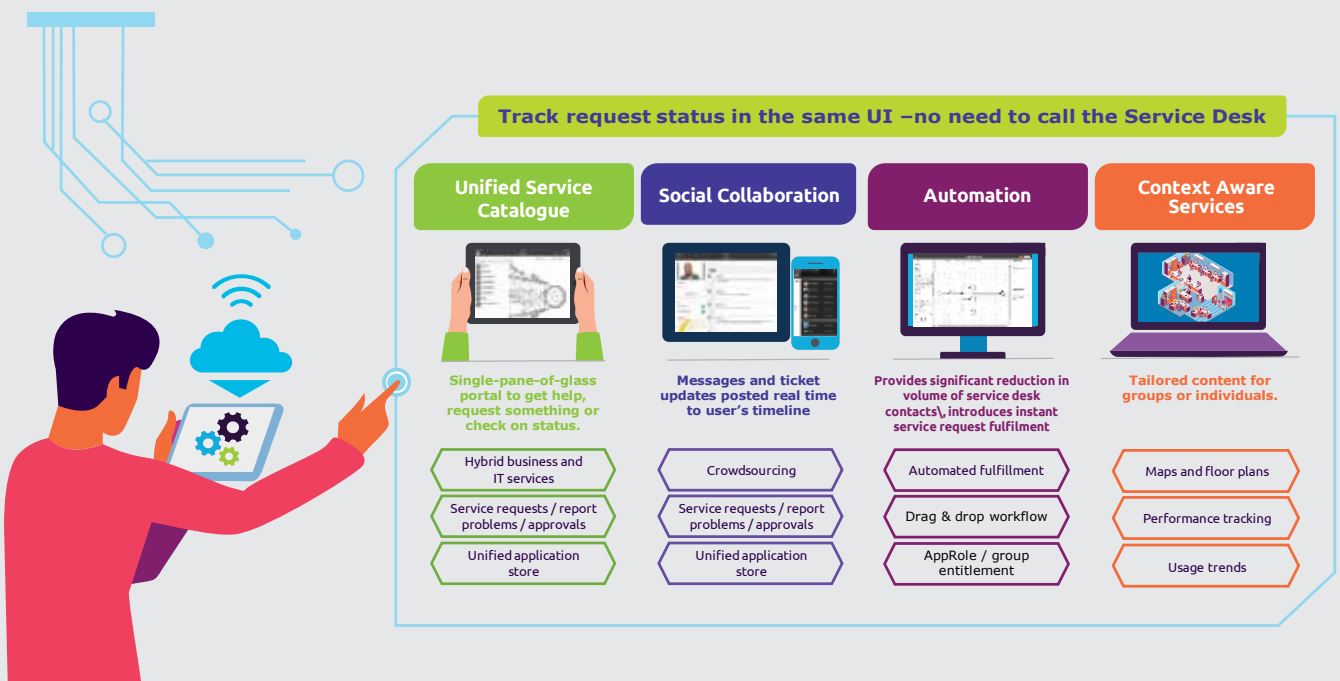 Track request status in the same UI –no need to call the Service Desk
Unified Service
Catalogue
Single-pane-of-glass
portal to get help,
request something or
check on status.
Hybrid business and
IT services
Service requests / report
problems / approvals
Unified application
store
Social Collaboration
Messages and ticket
updates posted real time
to user’s timeline
Crowdsourcing
Service requests / report
problems / approvals
Unified application
store
Automation
Provides significant reduction in
volume of service desk
contacts\, introduces instant
service request fulfilment
Automated fulfillment
Drag & drop workflow
AppRole / group
entitlement
Context Aware
Services
Tailored content for
groups or individuals.
Maps and floor plans
Performance tracking
Usage trends